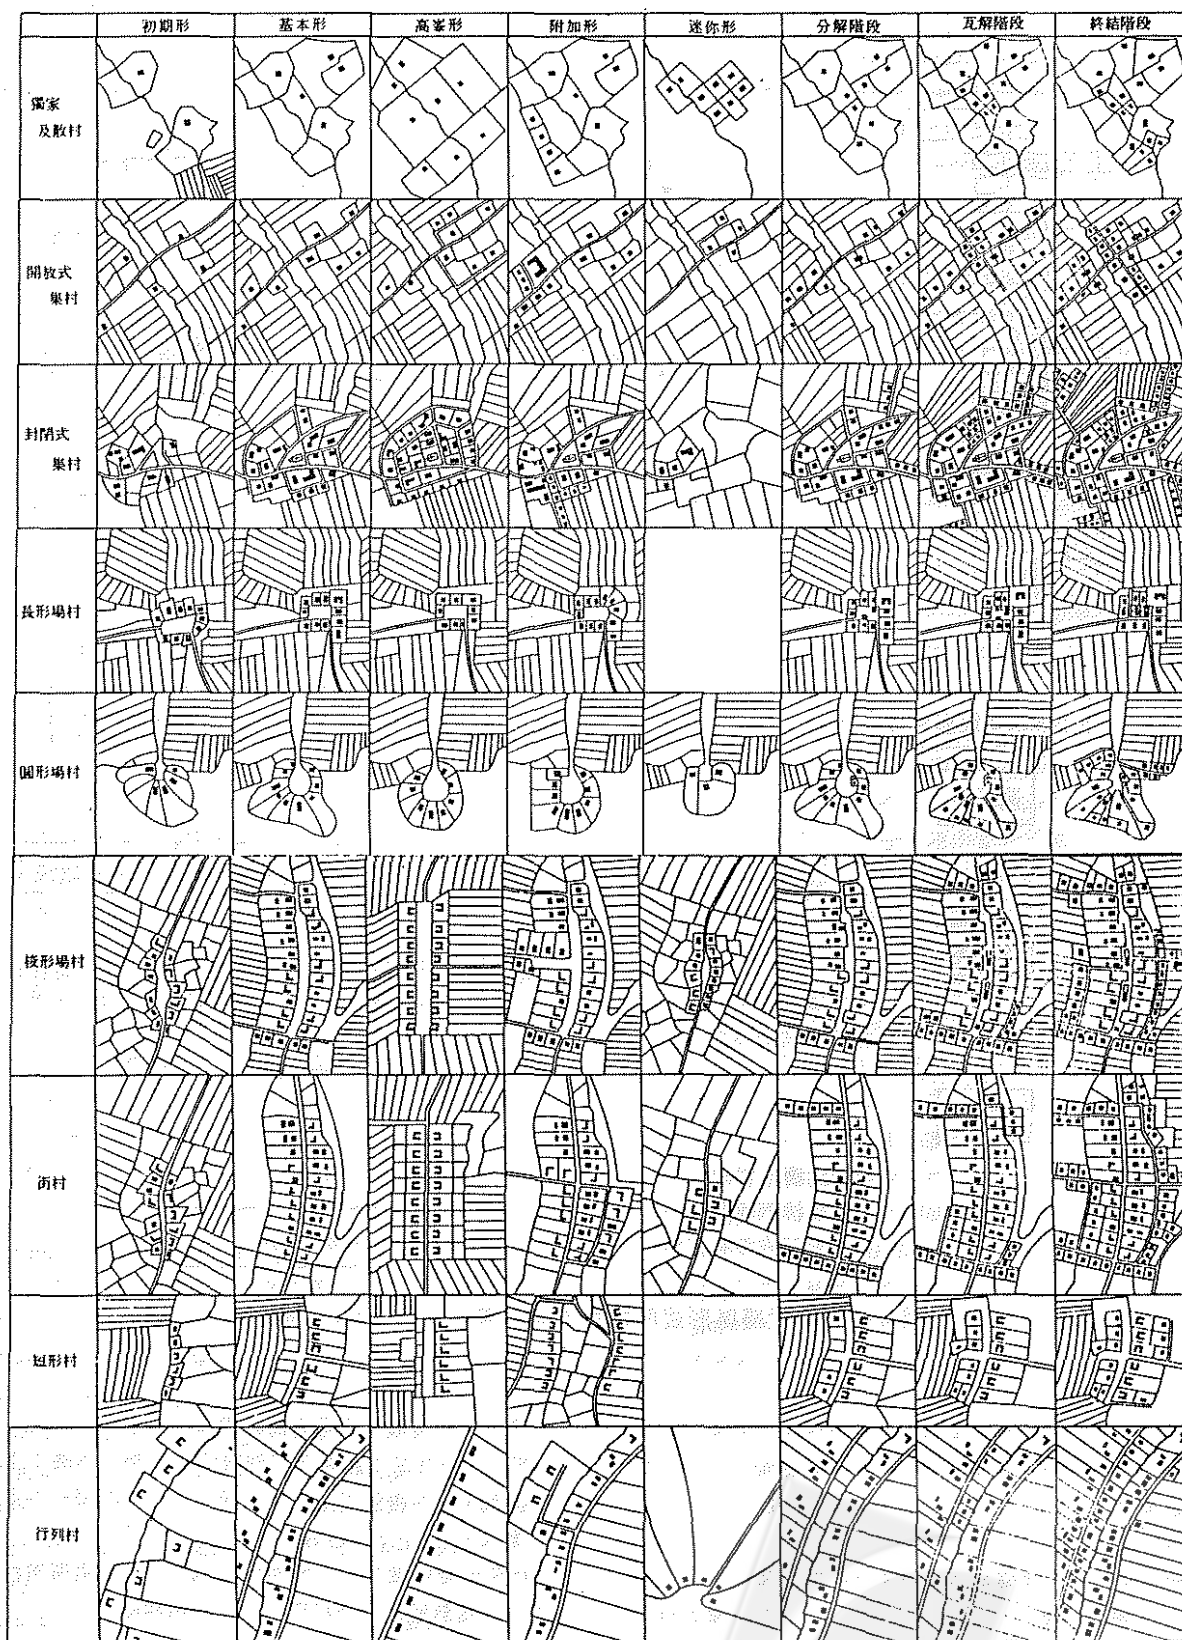 初期形
基本形
高峯形
附加形
迷你形
分解階段
瓦解階段
終結階段
獨家
及散村
開放式
集村
封閉式
集村
長形場村
圓形場村
稜形場村
街村
短形村
行列村